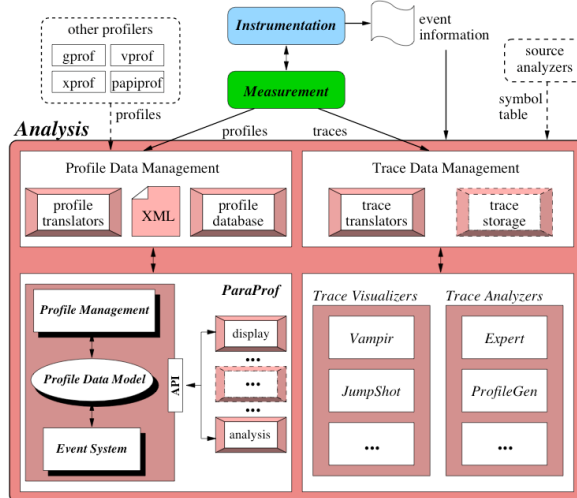 other profilers
gprof
vprof
xprof
papiprof
Instrumentation
event
information
Measurement
source
analyzers
profiles
symbol
table
Analysis
profiles
traces
Profile Data Management
profile
translators
XML
profile
database
Trace Data Management
trace
translators
trace
storage
ParaProf
Profile Management
Profile Data Model
Event System
API
display
•••
•••
•••
analysis
Trace Visualizers
Vampir
JumpShot
•••
Trace Analyzers
Expert
ProfileGen
•••